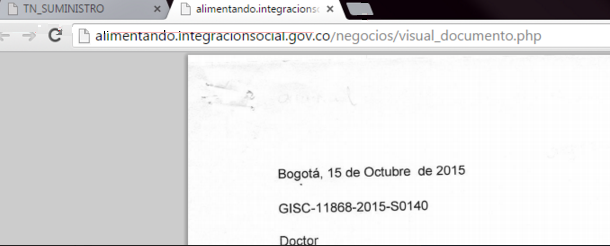 TN_SUMINISTRO
alimentando.integracionso
alimentando.integracionsocial.gov.co/negocios/visual_documento.php
Bogotá, 15 de Octubre de 2015
GISC-11868-2015-S0140
Doctor